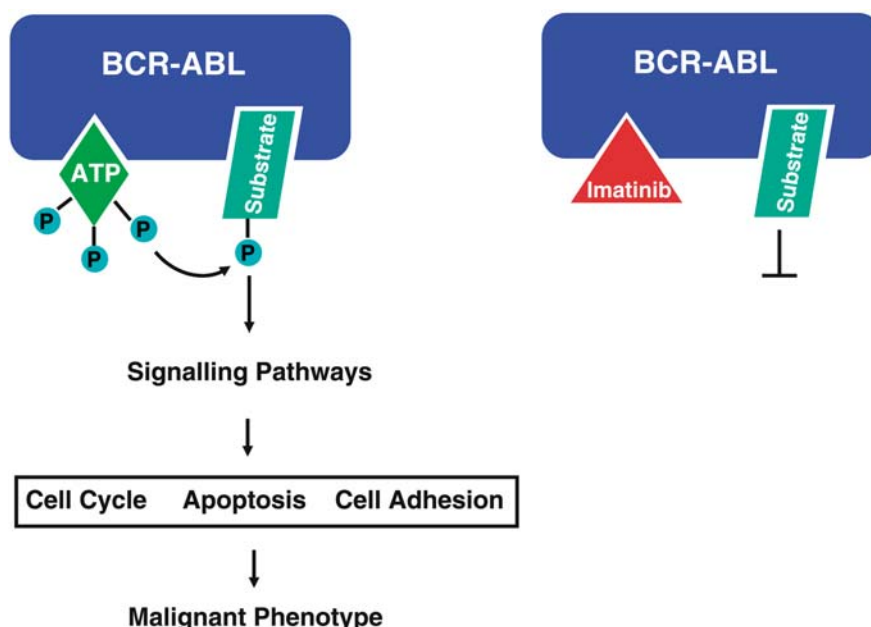 BCR-ABL
ATP
Substrate
P
P
P
P
Signalling Pathways
Cell Cycle Apoptosis Cell Adhesion
Malignant Phenotype
BCR-ABL
Imatinib
Substrate